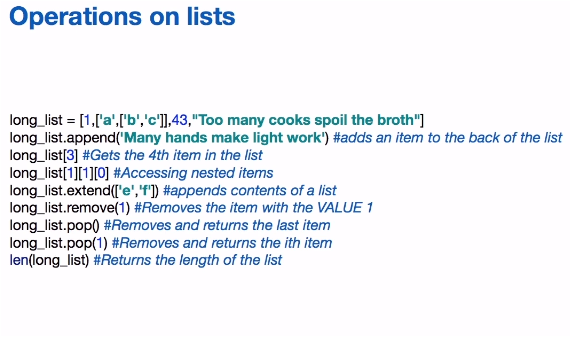 Operations on lists
long_list = [1,['a',['b','c']],43,"Too many cooks spoil the broth"]
long_list.append('Many hands make light work') #adds an item to the back of the list
long_list[3] #Gets the 4th item in the list
long_list[1][1][0] #Accessing nested items
long_list.extend(['e','f']) #appends contents of a list
long_list.remove(1) #Removes the item with the VALUE 1
long_list.pop() #Removes and returns the last item
long_list.pop(1) #Removes and returns the ith item
len(long_list) #Returns the length of the list